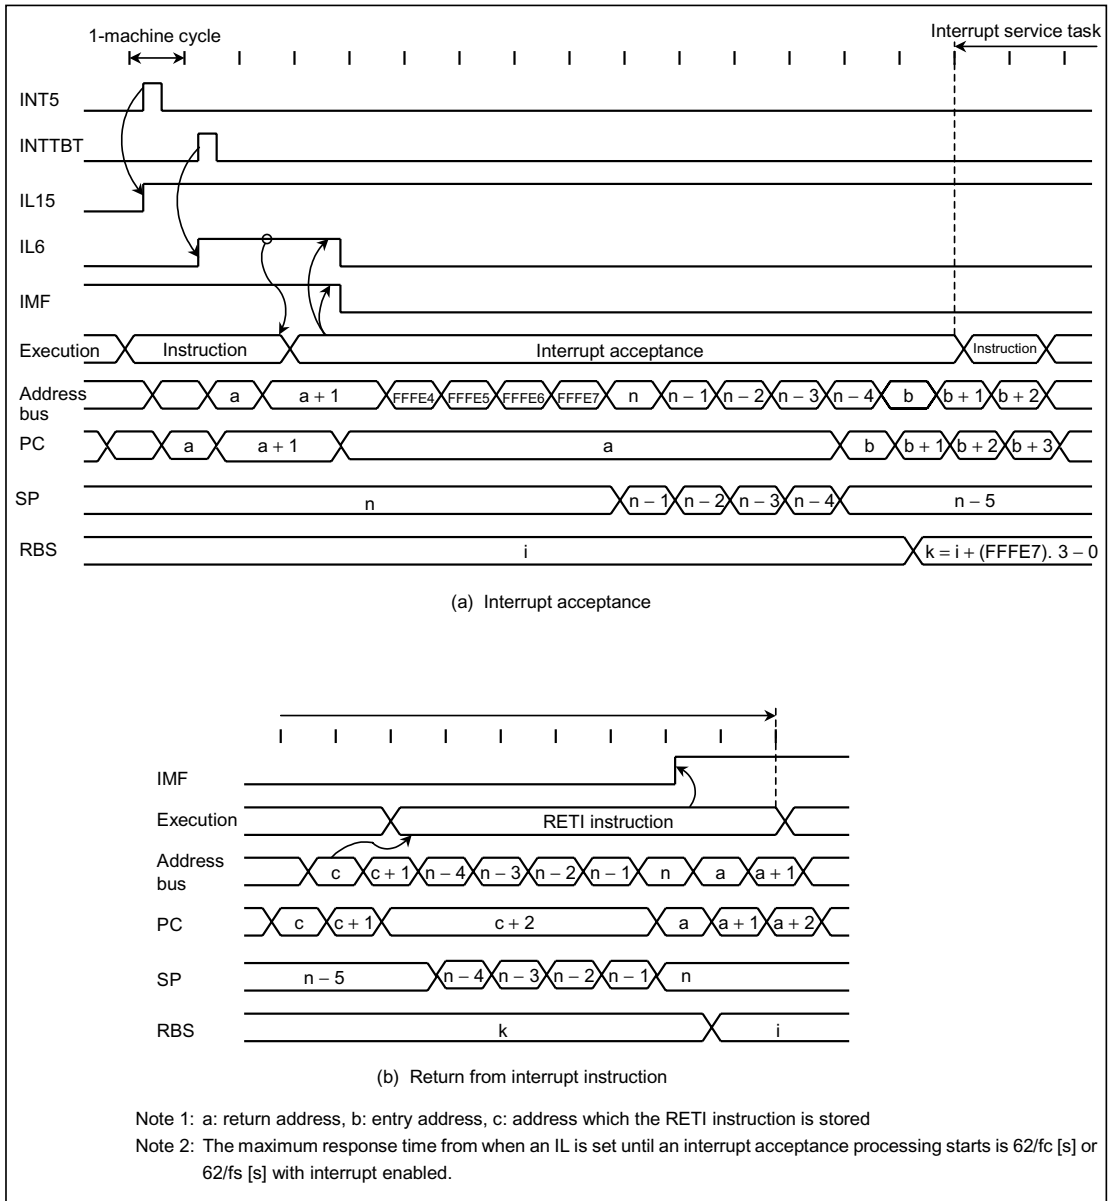 1-machine cycle
Interrupt service task
INT5
INTTBT
IL15
IL6
IMF
Execution Instruction Interrupt acceptance Instruction
Address bus a a + 1 FFFE4 FFFE5 FFFE6 FFFE7 n n − 1 n − 2 n − 3 n − 4 b b + 1 b + 2
PC a a + 1 a b b + 1 b + 2 b + 3
SP n n − 1 n − 2 n − 3 n − 4 n − 5
RBS i k = i + (FFFE7). 3 − 0
(a) Interrupt acceptance
IMF
Execution RETI instruction
Address bus c c + 1 n − 4 n − 3 n − 2 n − 1 n a a + 1
PC c c + 1 c + 2 a a + 1 a + 2
SP n − 5 n − 4 n − 3 n − 2 n − 1 n
RBS k i
(b) Return from interrupt instruction
Note 1: a: return address, b: entry address, c: address which the RETI instruction is stored
Note 2: The maximum response time from when an IL is set until an interrupt acceptance processing starts is 62/fc [s] or
62/fs [s] with interrupt enabled.